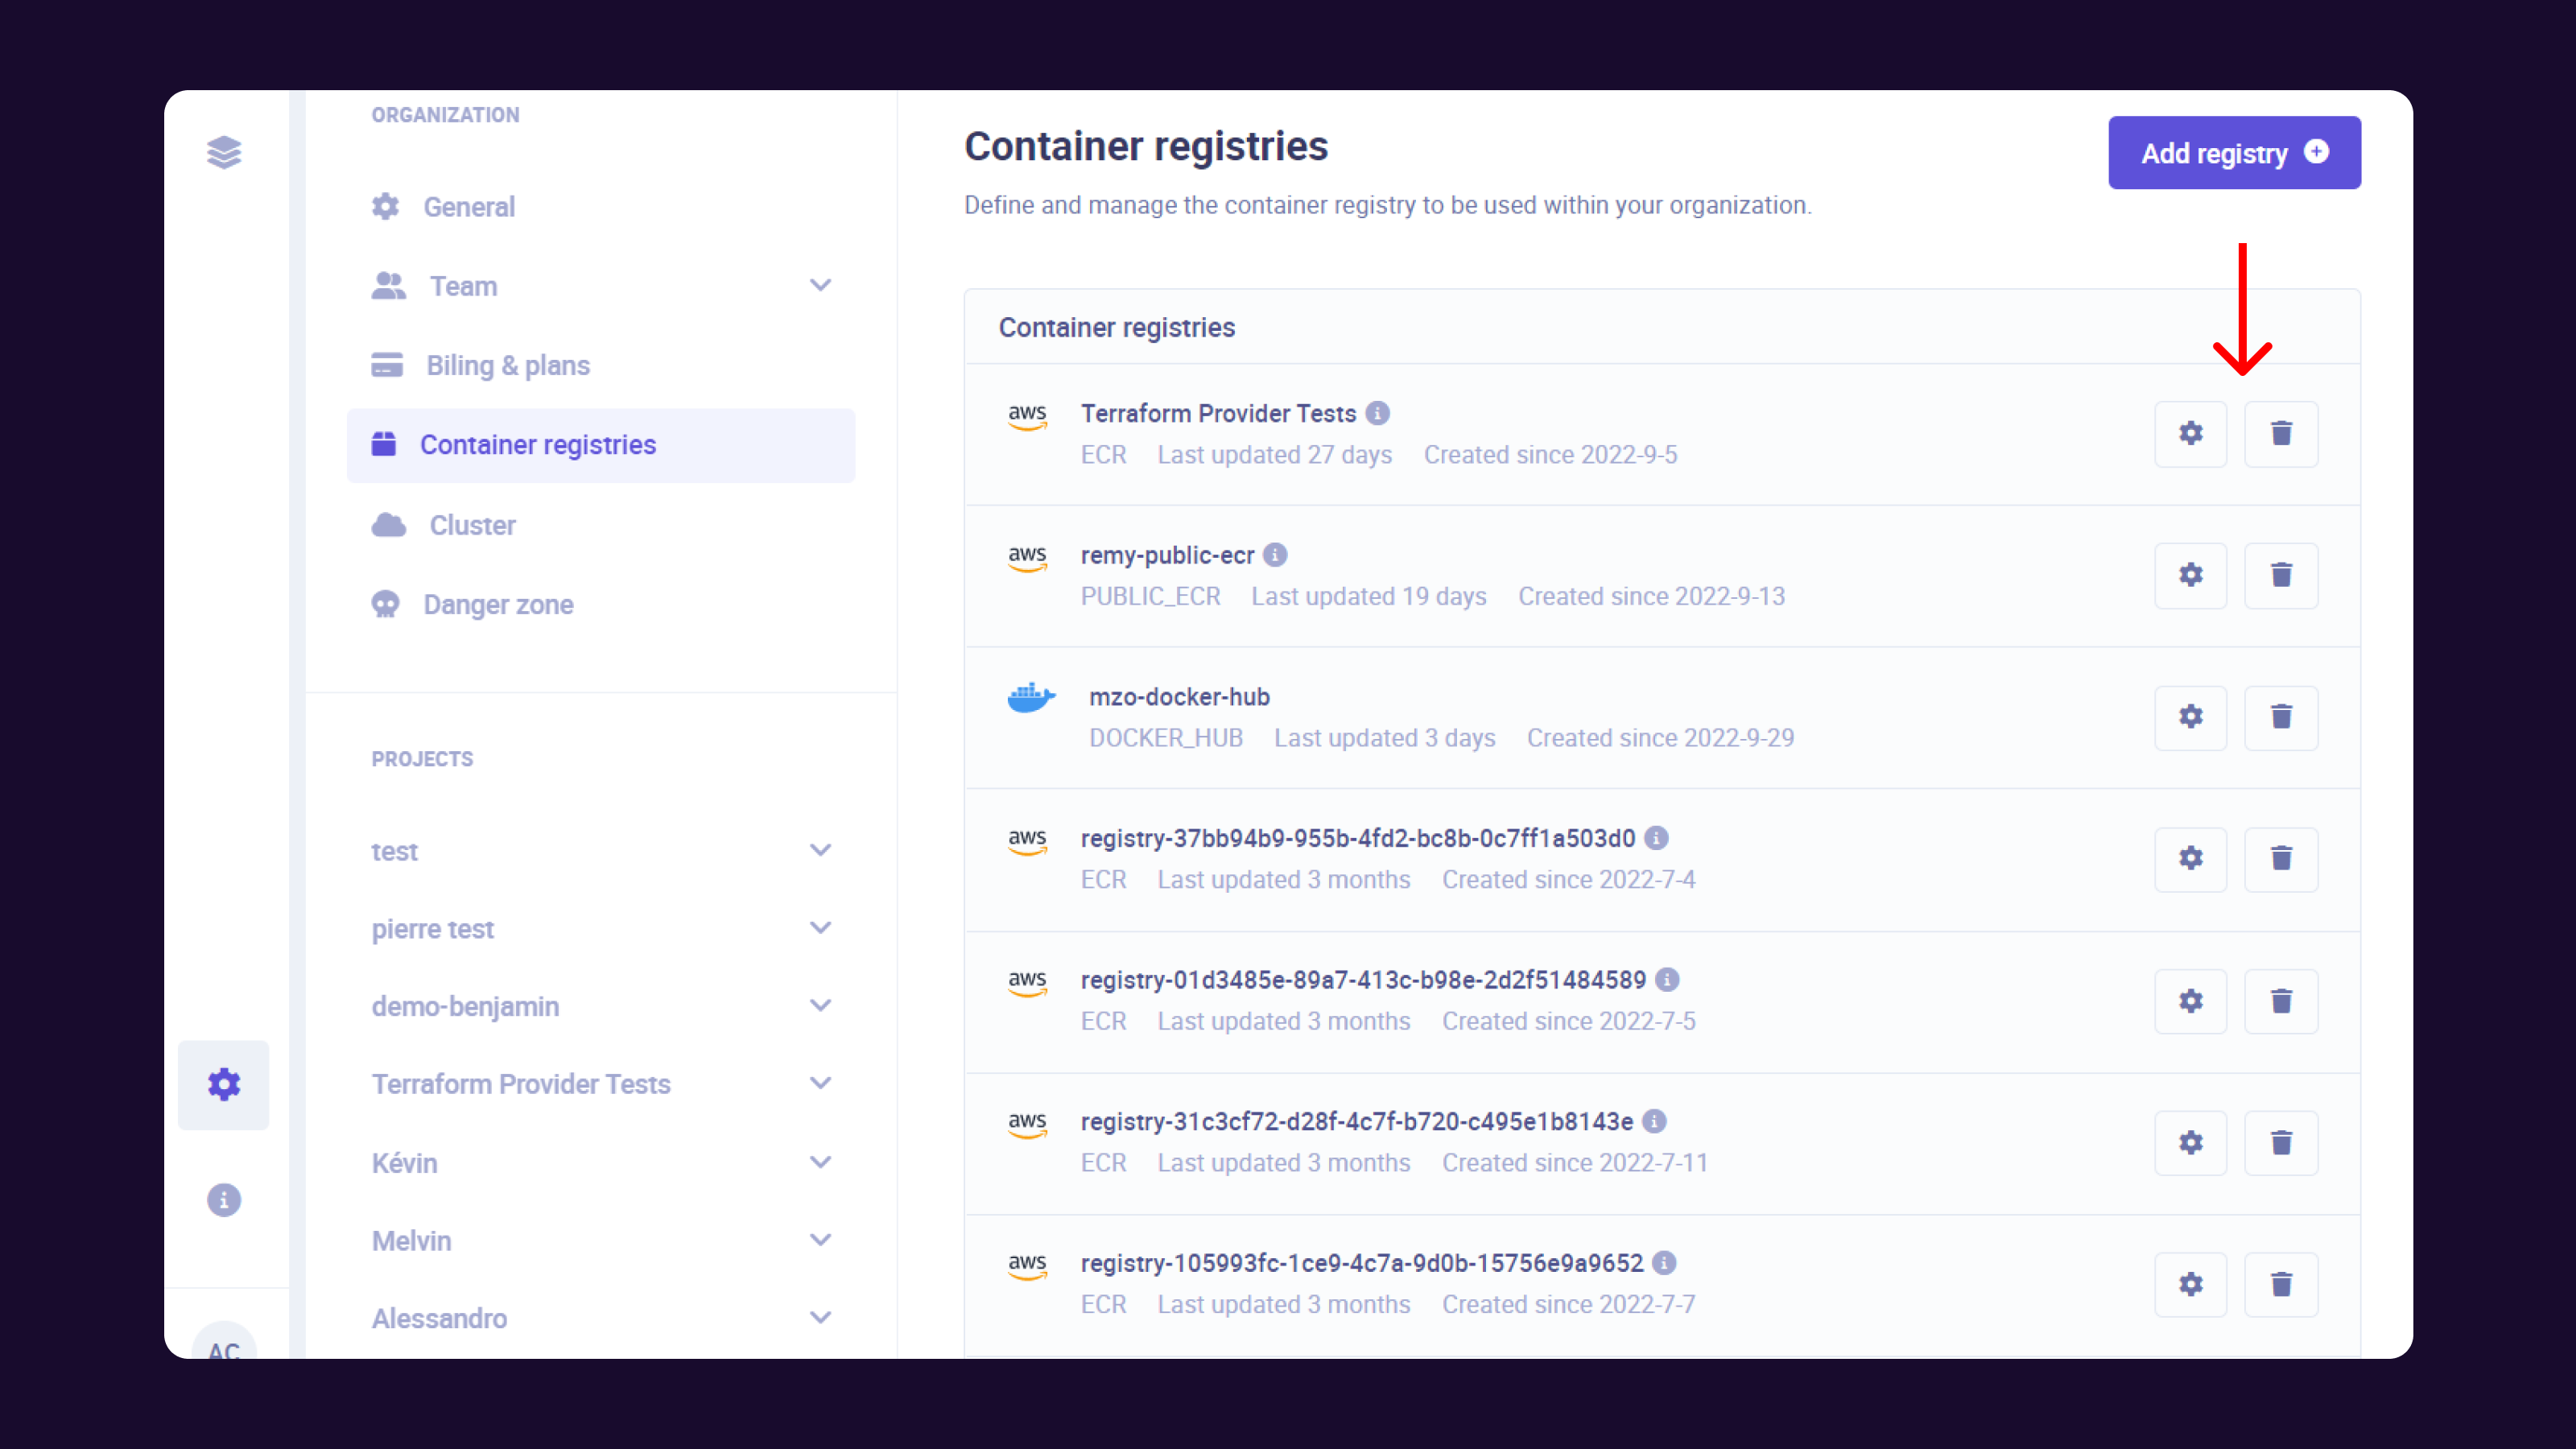 ORGANIZATION
General
Team
Biling & plans
Container registries
Cluster
Danger zone
PROJECTS
test
pierre test
demo-benjamin
Terraform Provider Tests
Kévin
Melvin
Alessandro
AC
Container registries
Add registry
Define and manage the container registry to be used within your organization.
Container registries
aws
Terraform Provider Tests
ECR Last updated 27 days Created since 2022-9-5
aws
remy-public-ecr
PUBLIC_ECR Last updated 19 days Created since 2022-9-13
mzo-docker-hub
DOCKER_HUB Last updated 3 days Created since 2022-9-29
aws
registry-37bb94b9-955b-4fd2-bc8b-0c7ff1a503d0
ECR Last updated 3 months Created since 2022-7-4
aws
registry-01d3485e-89a7-413c-b98e-2d2f51484589
ECR Last updated 3 months Created since 2022-7-5
aws
registry-31c3cf72-d28f-4c7f-b720-c495e1b8143e
ECR Last updated 3 months Created since 2022-7-11
aws
registry-105993fc-1ce9-4c7a-9d0b-15756e9a9652
ECR Last updated 3 months Created since 2022-7-7